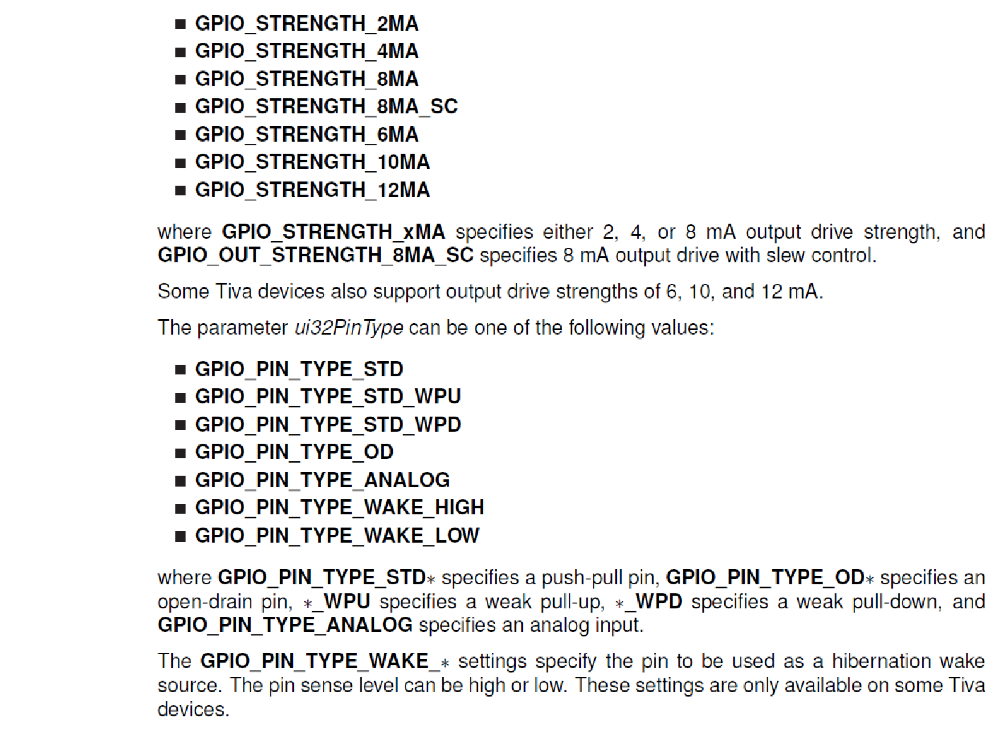 ■ GPIO_STRENGTH_2MA
■ GPIO_STRENGTH_4MA
■ GPIO_STRENGTH_8MA
■ GPIO_STRENGTH_8MA_SC
■ GPIO_STRENGTH_6MA
■ GPIO_STRENGTH_10MA
■ GPIO_STRENGTH_12MA
where GPIO_STRENGTH_xMA specifies either 2, 4, or 8 mA output drive strength, and
GPIO_OUT_STRENGTH_8MA_SC specifies 8 mA output drive with slew control.
Some Tiva devices also support output drive strengths of 6, 10, and 12 mA.
The parameter ui32PinType can be one of the following values:
■ GPIO_PIN_TYPE_STD
■ GPIO_PIN_TYPE_STD_WPU
■ GPIO_PIN_TYPE_STD_WPD
■ GPIO_PIN_TYPE_OD
■ GPIO_PIN_TYPE_ANALOG
■ GPIO_PIN_TYPE_WAKE_HIGH
■ GPIO_PIN_TYPE_WAKE_LOW
where GPIO_PIN_TYPE_STD* specifies a push-pull pin, GPIO_PIN_TYPE_OD* specifies an
open-drain pin, *_WPU specifies a weak pull-up, *_WPD specifies a weak pull-down, and
GPIO_PIN_TYPE_ANALOG specifies an analog input.
The GPIO_PIN_TYPE_WAKE_* settings specify the pin to be used as a hibernation wake
source. The pin sense level can be high or low. These settings are only available on some Tiva
devices.